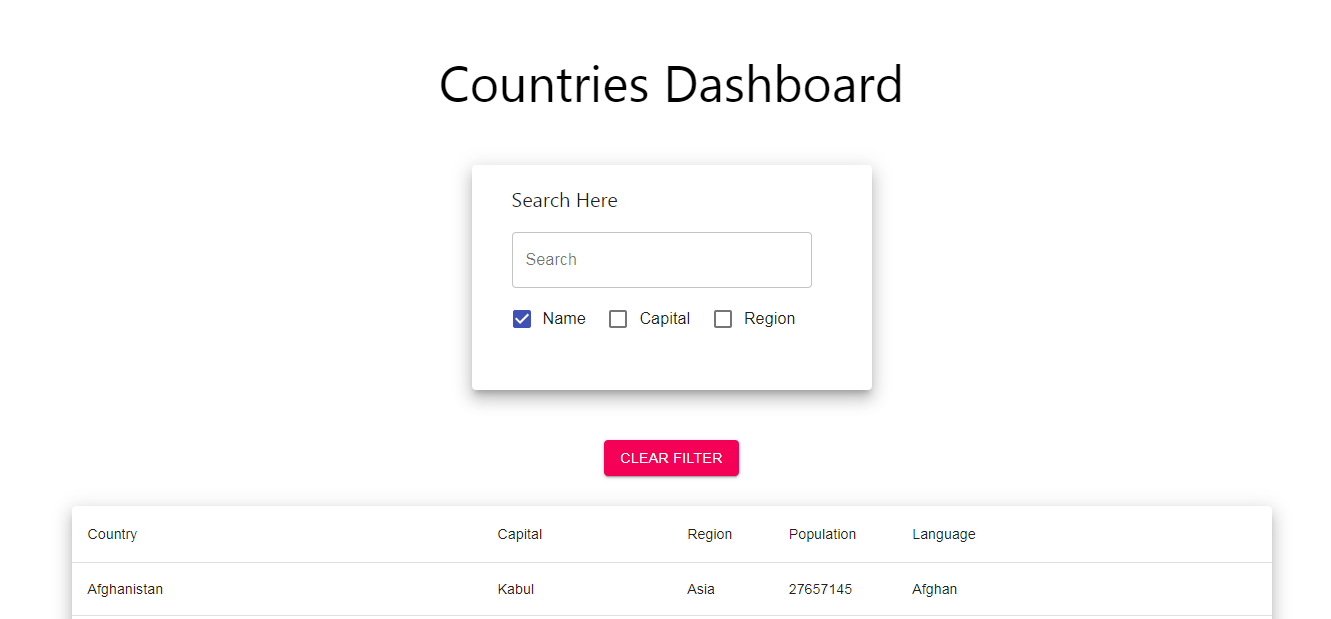 Countries Dashboard
Search Here
Search
Name Capital Region
CLEAR FILTER
Country Capital Region Population Language
Afghanistan Kabul Asia 27657145 Afghan